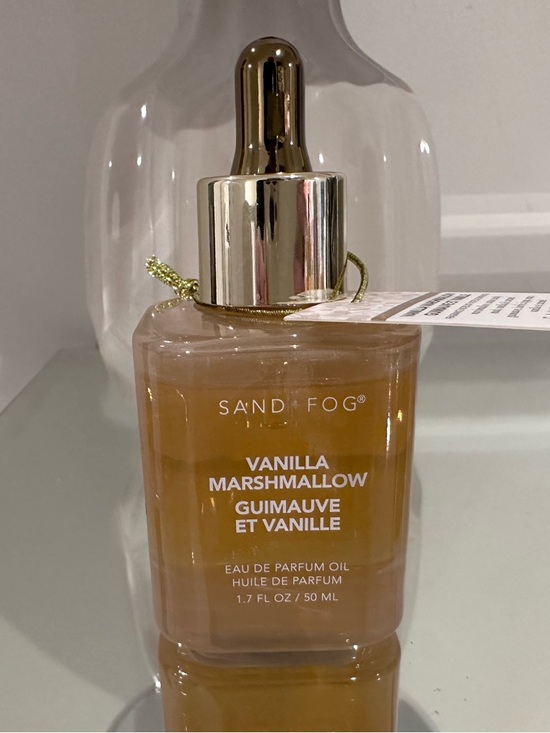 SAND + FOG®
VANILLA
MARSHMALLOW
GUIMAUVE
ET VANILLE
EAU DE PARFUM OIL
HUILE DE PARFUM
1.7 FL OZ / 50 ML